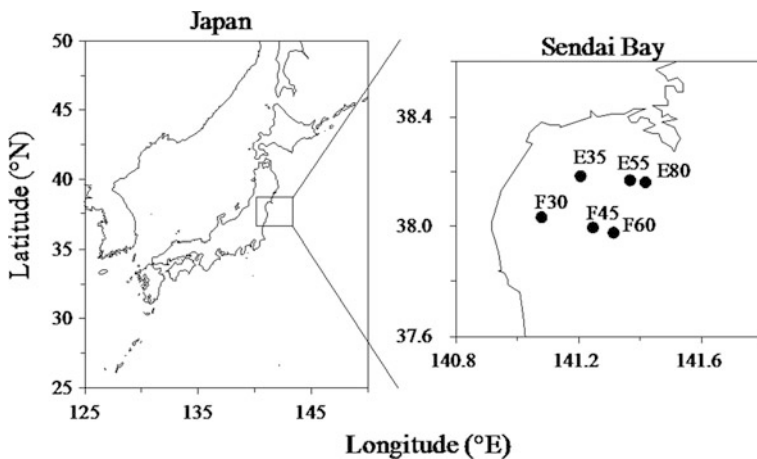 Japan
50
45
40
35
30
25
125
135
145
Latitude (°N)
Sendai Bay
38.4
38.0
37.6
140.8
141.2
141.6
E35
E55
E80
F30
F45
F60
Longitude (°E)